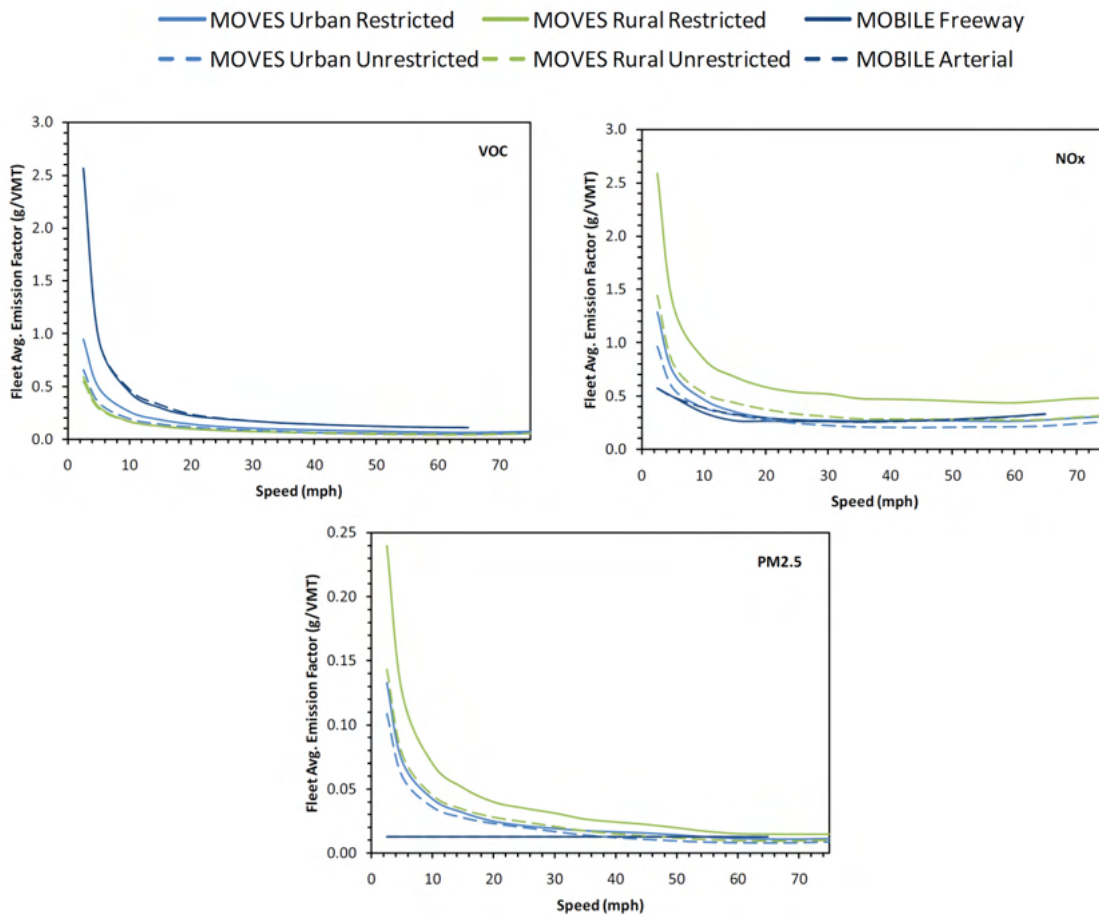 MOVES Urban Restricted MOVES Rural Restricted MOBILE Freeway
MOVES Urban Unrestricted MOVES Rural Unrestricted MOBILE Arterial
3.0
2.5
2.0
1.5
1.0
0.5
0.0
Fleet Avg. Emission Factor (g/VMT)
VOC
0 10 20 30 40 50 60 70
Speed (mph)
3.0
2.5
2.0
1.5
1.0
0.5
0.0
Fleet Avg. Emission Factor (g/VMT)
NOx
0 10 20 30 40 50 60 70
Speed (mph)
0.25
0.20
0.15
0.10
0.05
0.00
Fleet Avg. Emission Factor (g/VMT)
PM2.5
0 10 20 30 40 50 60 70
Speed (mph)